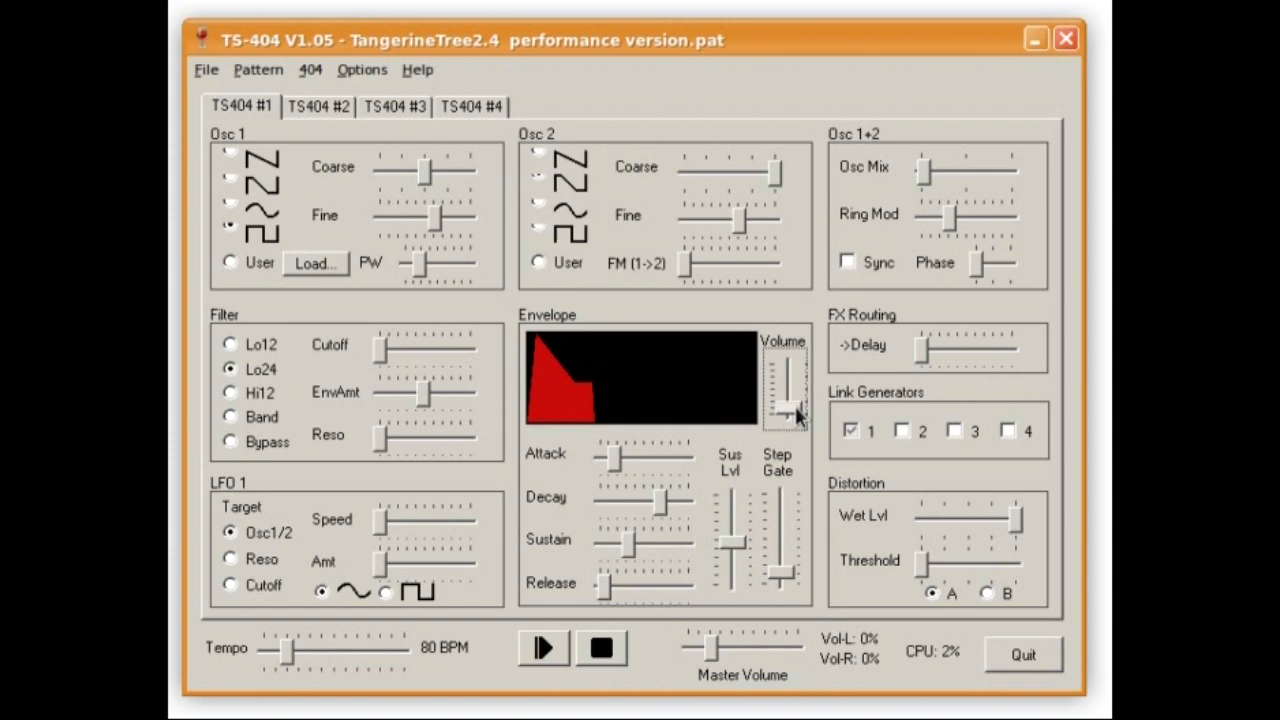 TS-404 V1.05 - TangerineTree2.4 performance version.pat
File Pattern 404 Options Help
TS404 #1 TS404 #2 TS404 #3 TS404 #4
Osc 1
Coarse
Fine
User Load... PW
Osc 2
Coarse
Fine
User FM (1->2)
Osc 1+2
Osc Mix
Ring Mod
Sync Phase
Filter
Lo12
Lo24
Hi12
Band
Bypass
Cutoff
EnvAmt
Reso
Envelope
Volume
Attack
Decay
Sustain
Release
Sus
Lvl
Step
Gate
FX Routing
->Delay
Link Generators
1 2 3 4
LFO 1
Target
Osc1/2
Reso
Cutoff
Speed
Amt
Distortion
Wet Lvl
Threshold
A B
Tempo 80 BPM
Master Volume
Vol-L: 0%
Vol-R: 0%
CPU: 2%
Quit